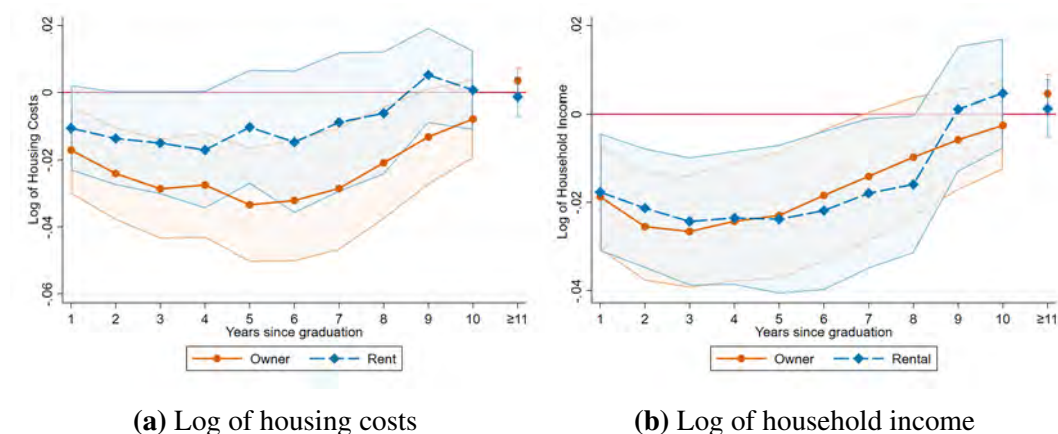 Log of Housing Costs
.02
0
-.02
-.04
-.06
1 2 3 4 5 6 7 8 9 10 ≥11
Years since graduation
Owner Rent
(a) Log of housing costs
Log of Household Income
.02
0
-.02
-.04
1 2 3 4 5 6 7 8 9 10 ≥11
Years since graduation
Owner Rental
(b) Log of household income